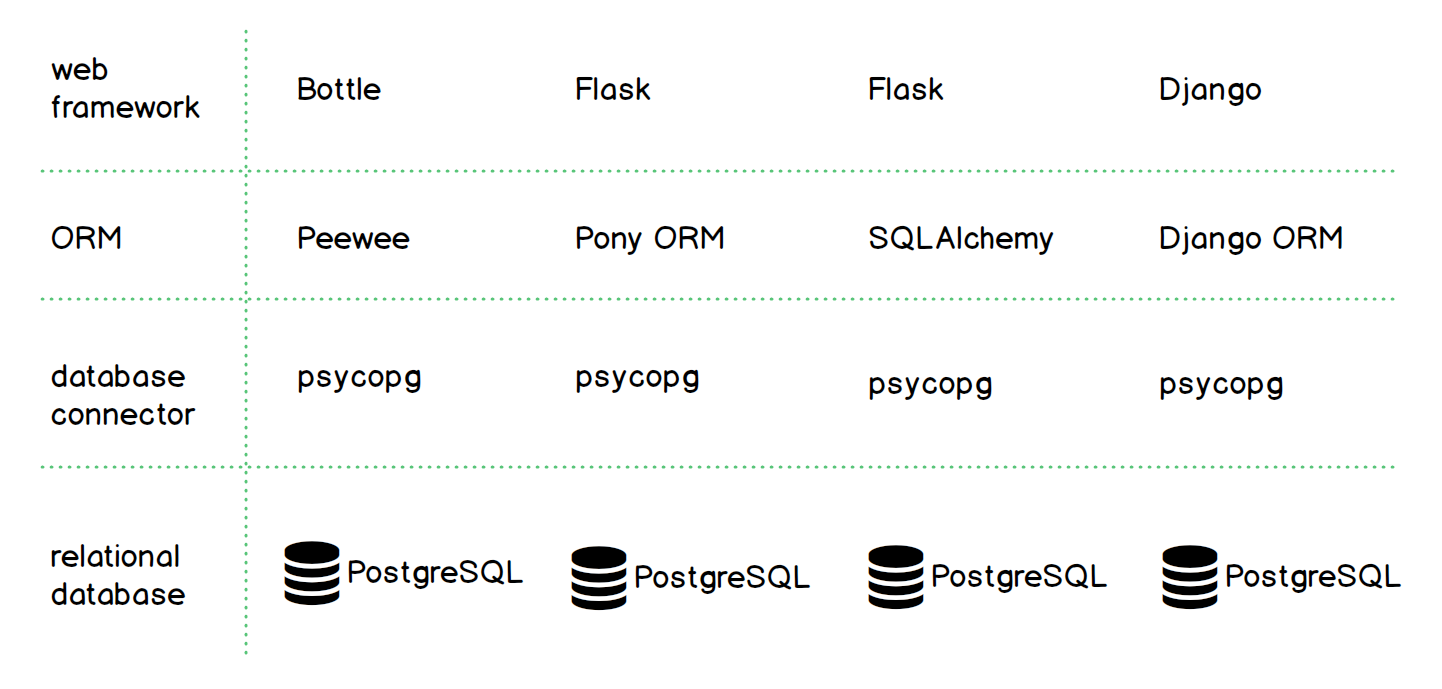 web
framework
Bottle
Flask
Flask
Django
ORM
Peewee
Pony ORM
SQLAlchemy
Django ORM
database
connector
psycopg
psycopg
psycopg
psycopg
relational
database
PostgreSQL
PostgreSQL
PostgreSQL
PostgreSQL